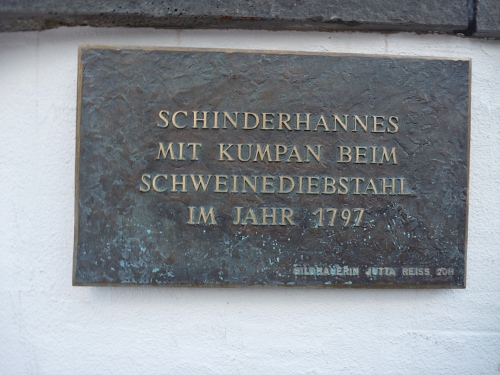 SCHINDERHANNES
MIT KUMPAN BEIM
SCHWEINEDIEBSTAHL
IM JAHR 1797
BILDHAUERIN JUTTA REISS